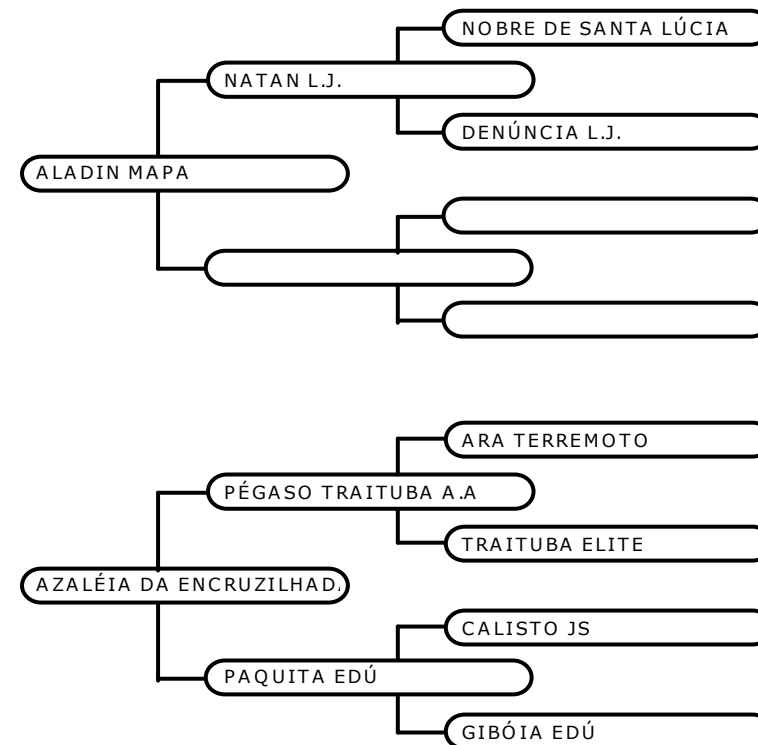 NOBRE DE SANTA LÚCIA
NATAN L.J.
DENÚNCIA L.J.
ALADIN MAPA
ARA TERREMOTO
PÉGASO TRAITUBA A.A
TRAITUBA ELITE
AZALÉIA DA ENCRUZILHAD
CALISTO JS
PAQUITA EDÚ
GIBÓIA EDÚ